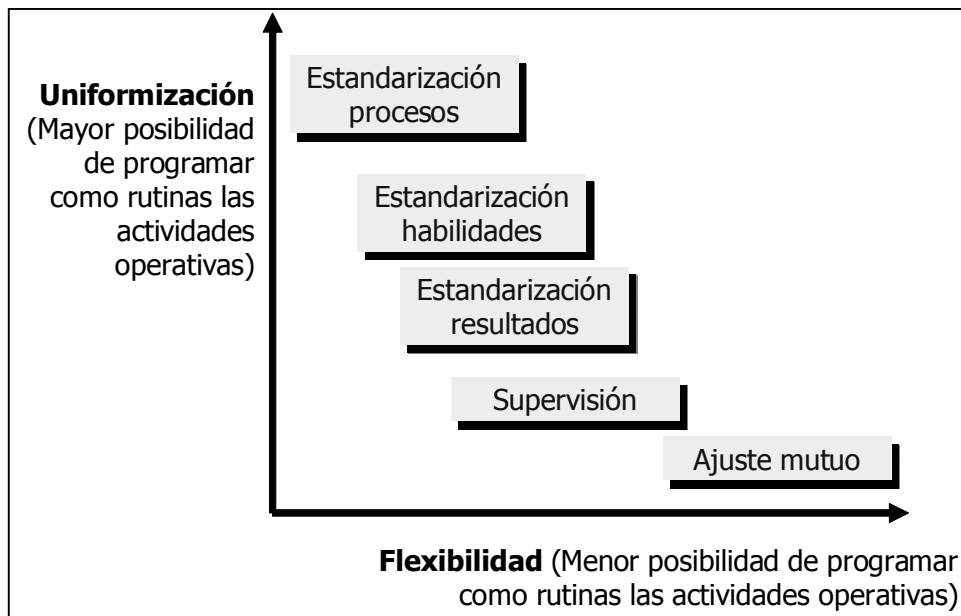 Uniformización
(Mayor posibilidad
de programar
como rutinas las
actividades
operativas)
Estandarización
procesos
Estandarización
habilidades
Estandarización
resultados
Supervisión
Ajuste mutuo
Flexibilidad (Menor posibilidad de programar
como rutinas las actividades operativas)